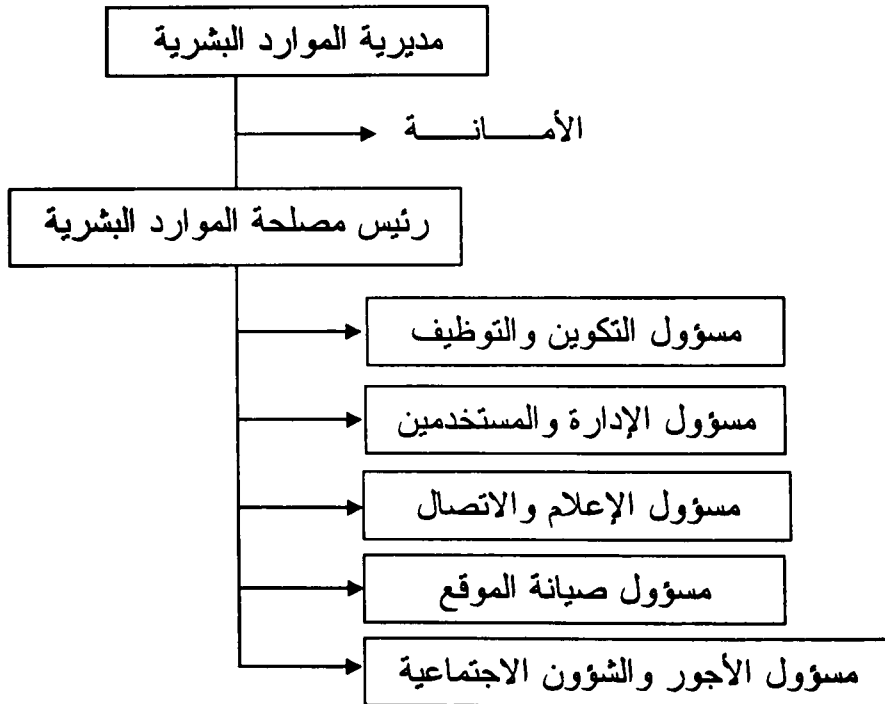 مديرية الموارد البشرية
الأمـــانـــــة
رئيس مصلحة الموارد البشرية
مسؤول التكوين والتوظيف
مسؤول الإدارة والمستخدمين
مسؤول الإعلام والاتصال
مسؤول صيانة الموقع
مسؤول الأجور والشؤون الاجتماعية